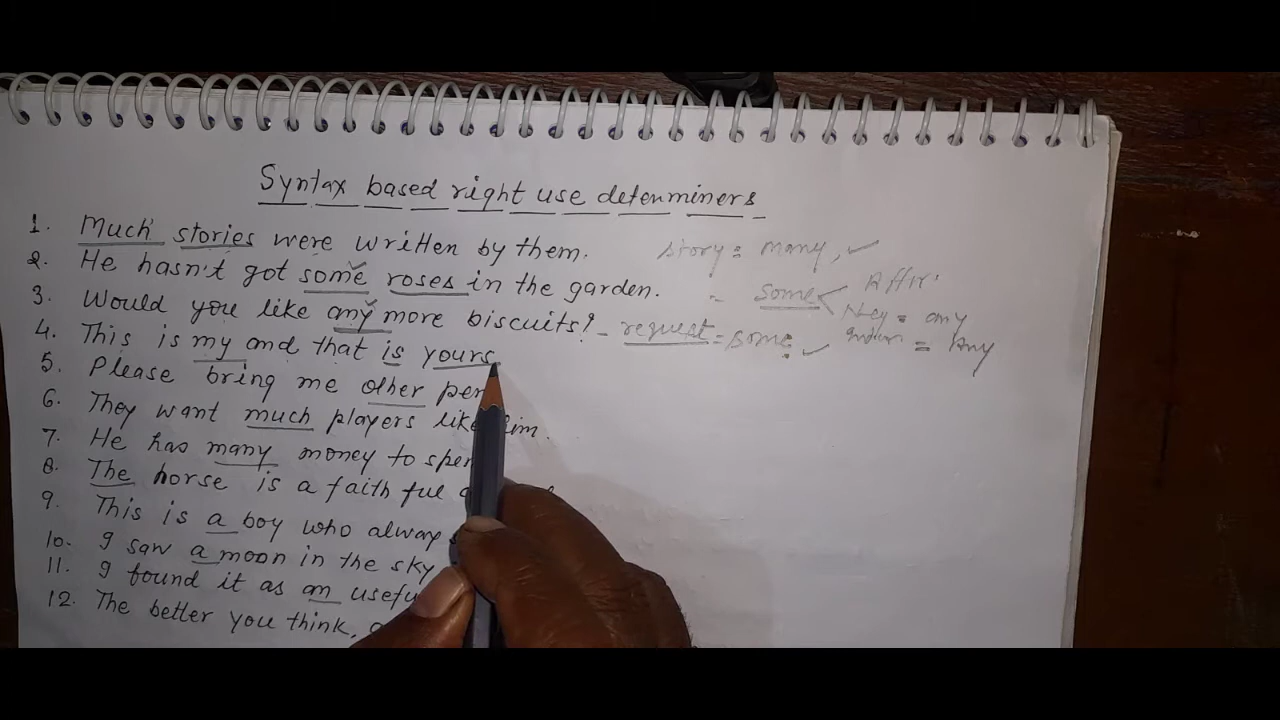 Syntax based right use determiners
1. Much stories were written by them. story = many,
2. He hasn't got some roses in the garden. - some Affir.
3. Would you like any more biscuits? - request = some Neg = any
4. This is my and that is yours = Any
5. Please bring me other
6. They want much players like him.
7. He has many money to
8. The horse is a faith ful
9. This is a boy who always
10. I saw a moon in the sky
11. I found it as an
12. The better you think,